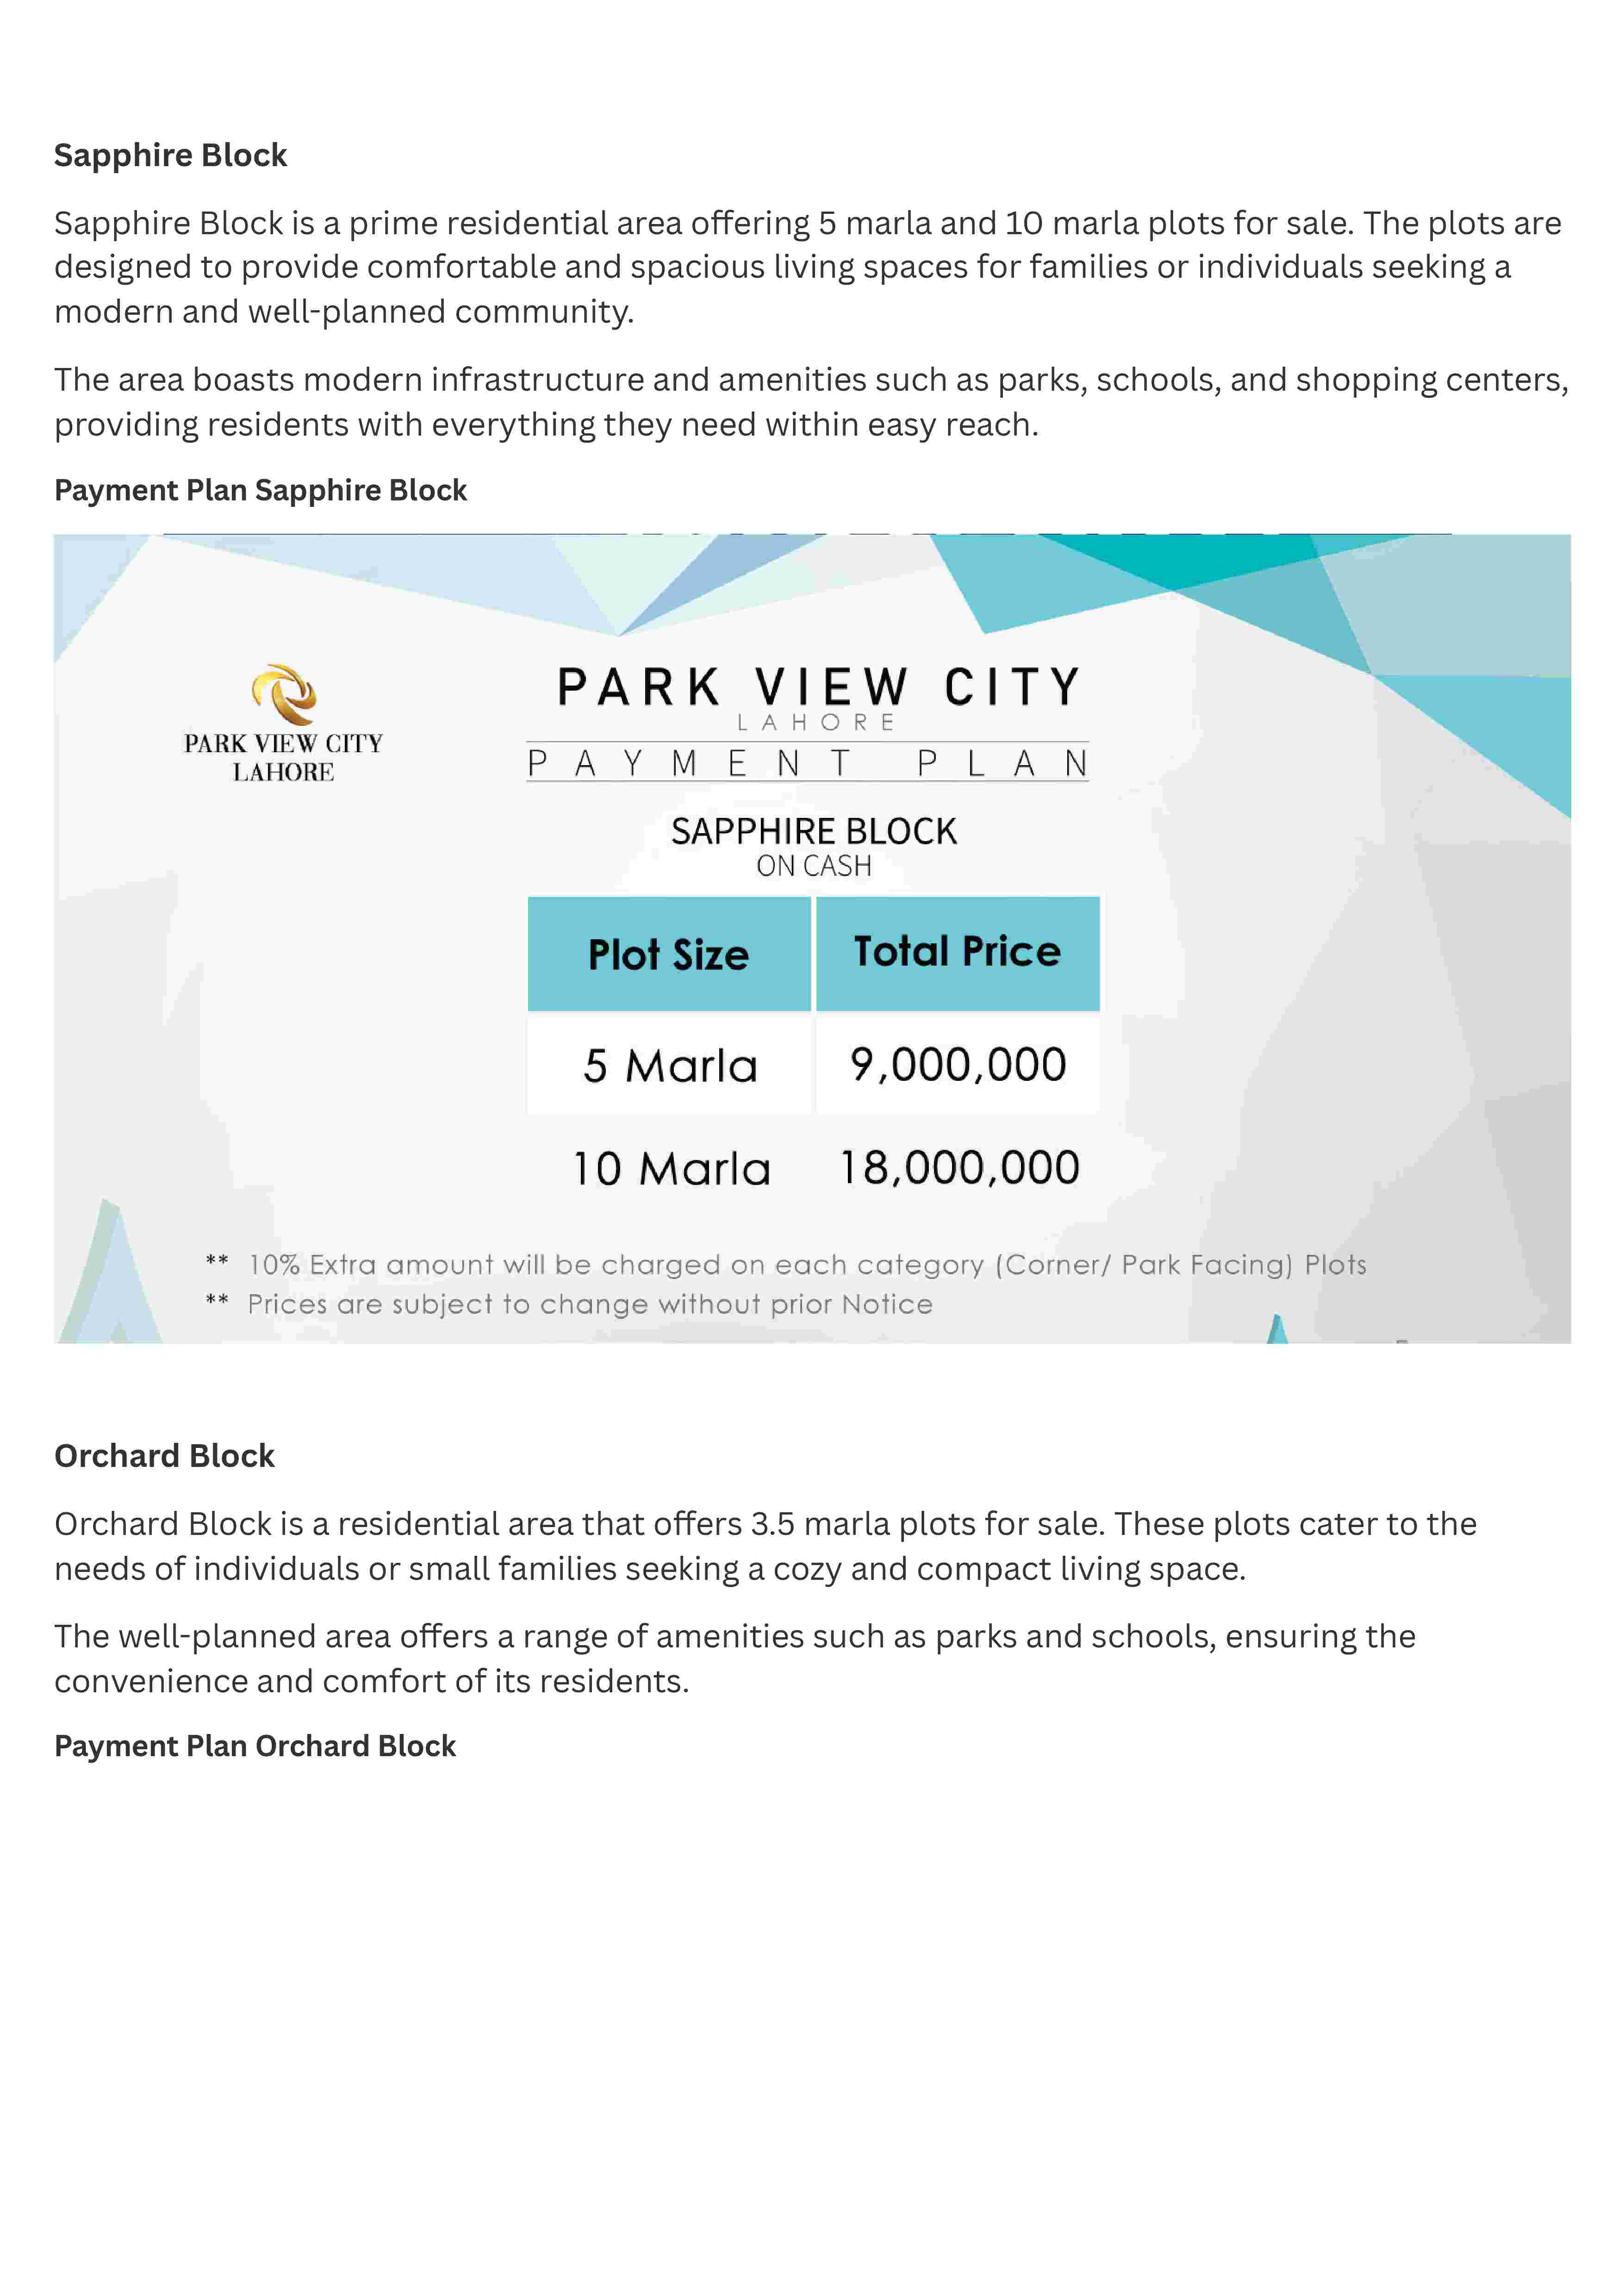 Sapphire Block
Sapphire Block is a prime residential area offering 5 marla and 10 marla plots for sale. The plots are
designed to provide comfortable and spacious living spaces for families or individuals seeking a
modern and well-planned community.
The area boasts modern infrastructure and amenities such as parks, schools, and shopping centers,
providing residents with everything they need within easy reach.
Payment Plan Sapphire Block
PARK VIEW CITY
LAHORE
PARK VIEW CITY
LAHORE
PAYMENT PLAN
SAPPHIRE BLOCK
ON CASH
Plot Size Total Price
5 Marla 9,000,000
10 Marla 18,000,000
** 10% Extra amount will be charged on each category (Corner/ Park Facing) Plots
** Prices are subject to change without prior Notice
Orchard Block
Orchard Block is a residential area that offers 3.5 marla plots for sale. These plots cater to the
needs of individuals or small families seeking a cozy and compact living space.
The well-planned area offers a range of amenities such as parks and schools, ensuring the
convenience and comfort of its residents.
Payment Plan Orchard Block